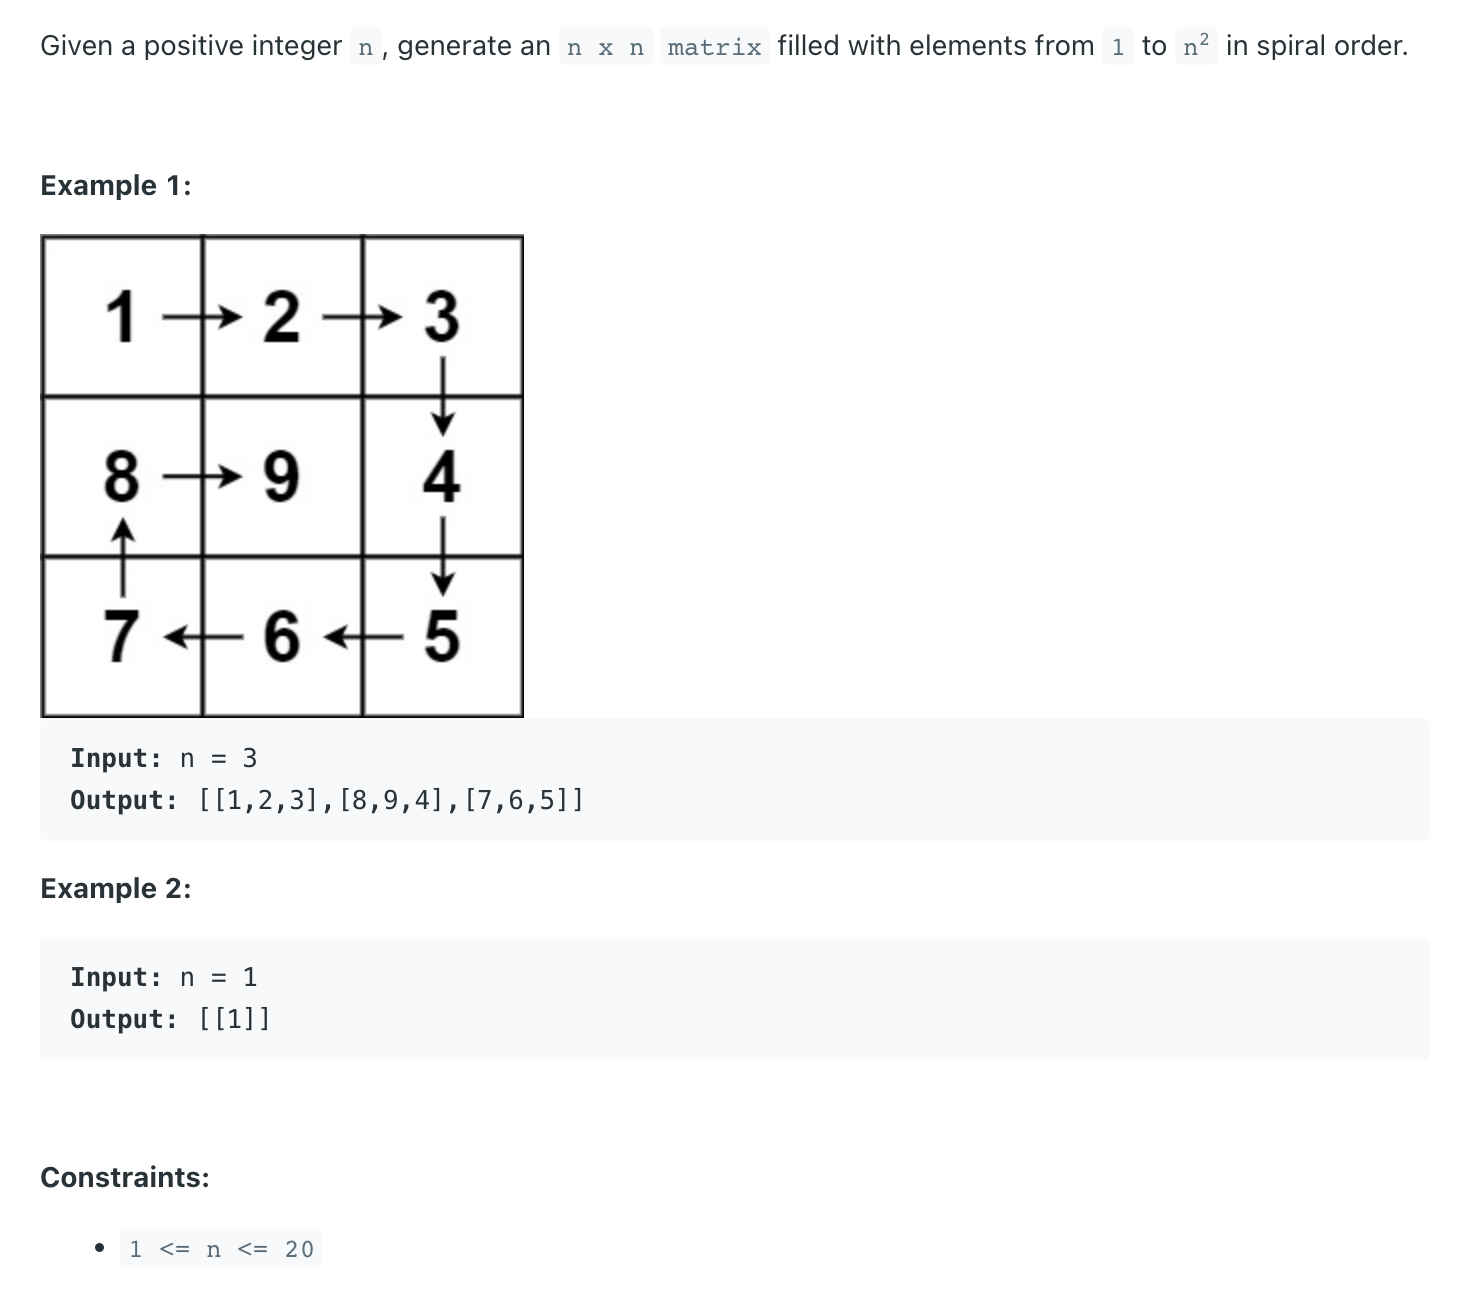 Given a positive integer n, generate an n x n matrix filled with elements from 1 to n² in spiral order.
Example 1:
1 2 3
8 9 4
7 6 5
Input: n = 3
Output: [[1,2,3],[8,9,4],[7,6,5]]
Example 2:
Input: n = 1
Output: [[1]]
Constraints:
• 1 <= n <= 20